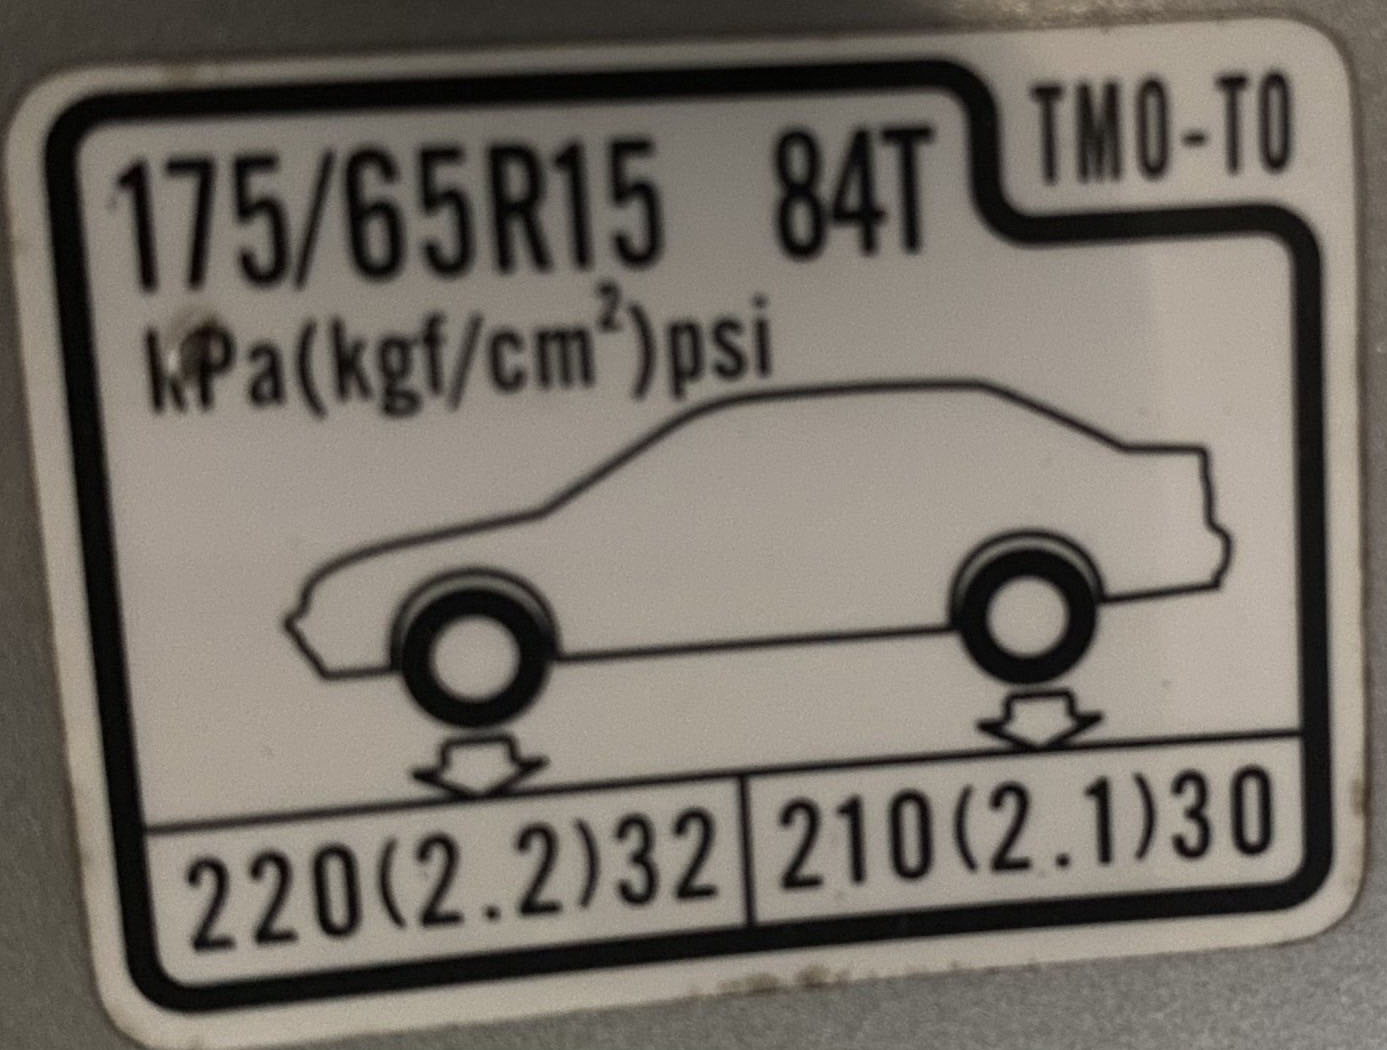 TM0-T0
175/65R15 84T
kPa(kgf/cm²)psi
220(2.2)32 210(2.1)30